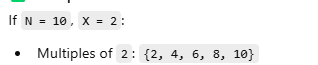 If N = 10, X = 2:
• Multiples of 2: {2, 4, 6, 8, 10}